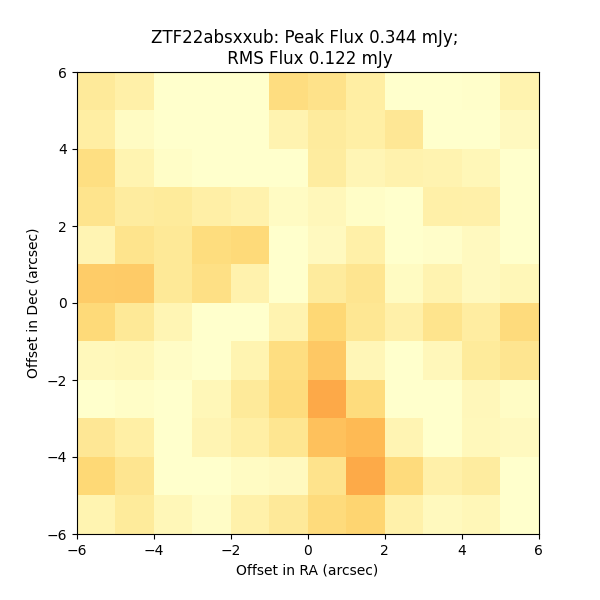 ZTF22absxxub: Peak Flux 0.344 mJy;
RMS Flux 0.122 mJy
6
4
2
0
−2
−4
−6
Offset in Dec (arcsec)
−6 −4 −2 0 2 4 6
Offset in RA (arcsec)